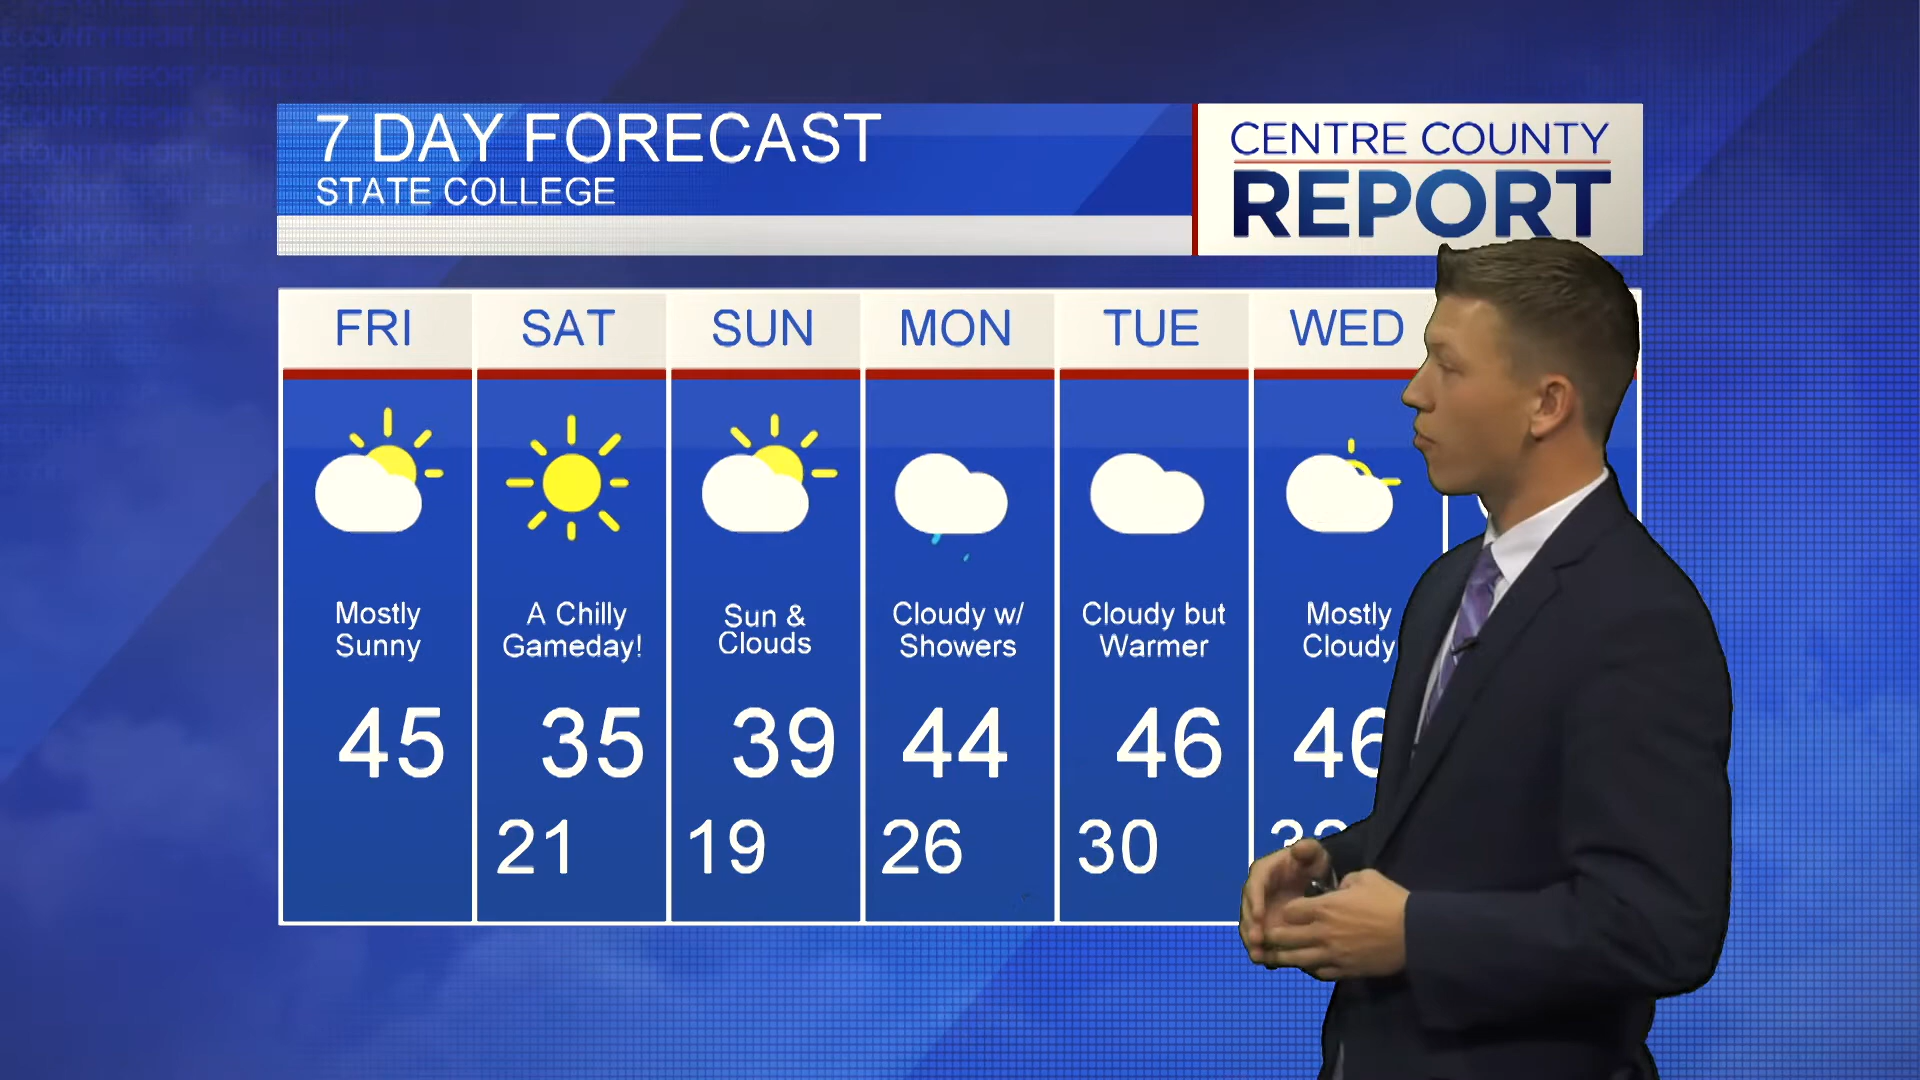 7 DAY FORECAST
STATE COLLEGE
CENTRE COUNTY
REPORT
FRI
SAT
SUN
MON
TUE
WED
Mostly
Sunny
A Chilly
Gameday!
Sun &
Clouds
Cloudy w/
Showers
Cloudy but
Warmer
Mostly
Cloudy
45
35
39
44
46
46
21
19
26
30